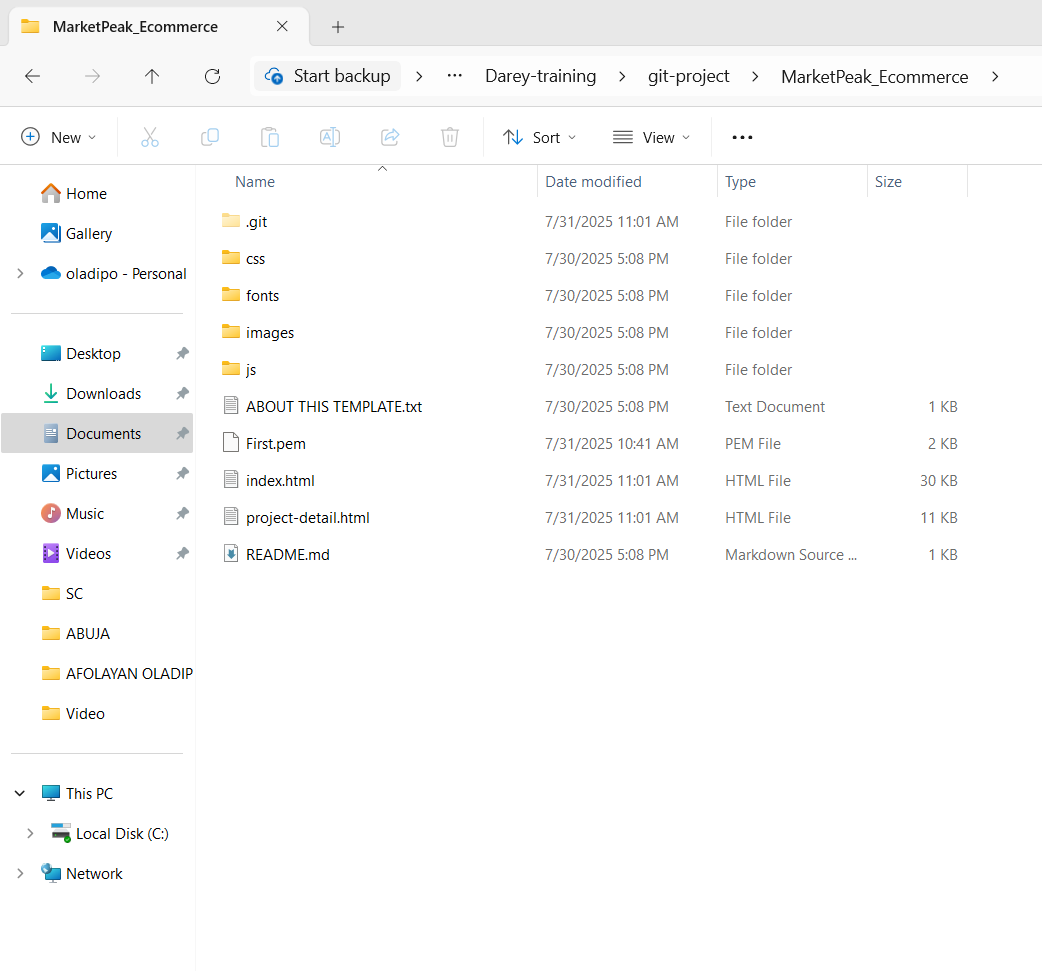 MarketPeak_Ecommerce
Start backup Darey-training git-project MarketPeak_Ecommerce
New Sort View
Name Date modified Type Size
Home
Gallery
oladipo - Personal
Desktop
Downloads
Documents
Pictures
Music
Videos
SC
ABUJA
AFOLAYAN OLADIP
Video
This PC
Local Disk (C:)
Network
.git 7/31/2025 11:01 AM File folder
css 7/30/2025 5:08 PM File folder
fonts 7/30/2025 5:08 PM File folder
images 7/30/2025 5:08 PM File folder
js 7/30/2025 5:08 PM File folder
ABOUT THIS TEMPLATE.txt 7/30/2025 5:08 PM Text Document 1 KB
First.pem 7/31/2025 10:41 AM PEM File 2 KB
index.html 7/31/2025 11:01 AM HTML File 30 KB
project-detail.html 7/31/2025 11:01 AM HTML File 11 KB
README.md 7/30/2025 5:08 PM Markdown Source ... 1 KB